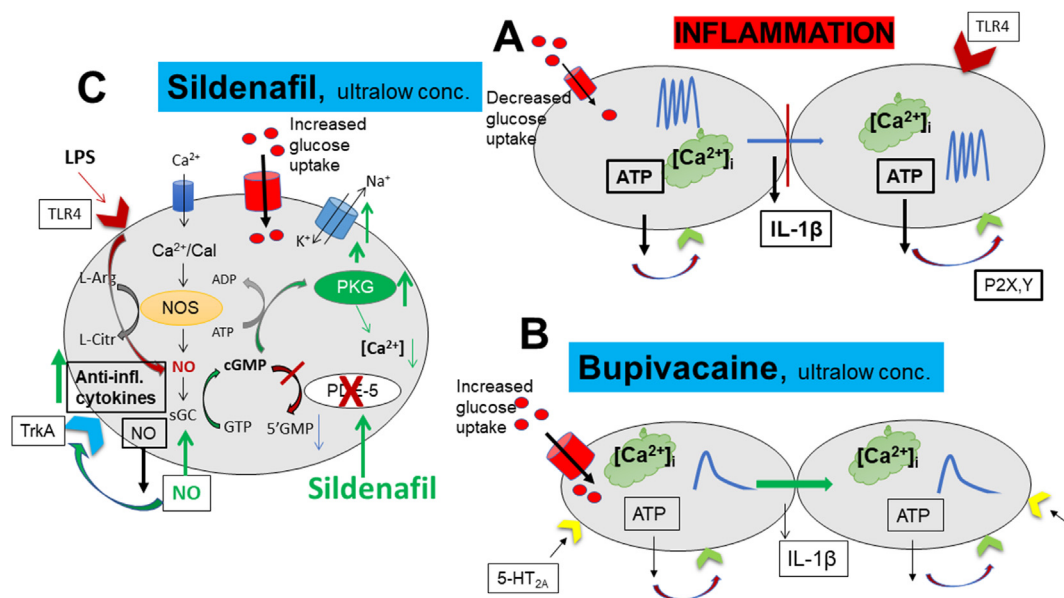 A
INFLAMMATION
TLR4
Decreased
glucose
uptake
[Ca²⁺]i
ATP
IL-1β
[Ca²⁺]i
ATP
P2X,Y
B
Bupivacaine, ultralow conc.
Increased
glucose
uptake
[Ca²⁺]i
ATP
IL-1β
[Ca²⁺]i
ATP
5-HT₂A
C
Sildenafil, ultralow conc.
Increased
glucose
uptake
LPS
TLR4
Ca²⁺
Na⁺
K⁺
Ca²⁺/Cal
L-Arg
NOS
L-Citr
ADP
ATP
PKG
[Ca²⁺]
NO
cGMP
PDE-5
Anti-infl.
cytokines
sGC
GTP
5’GMP
TrkA
NO
NO
Sildenafil